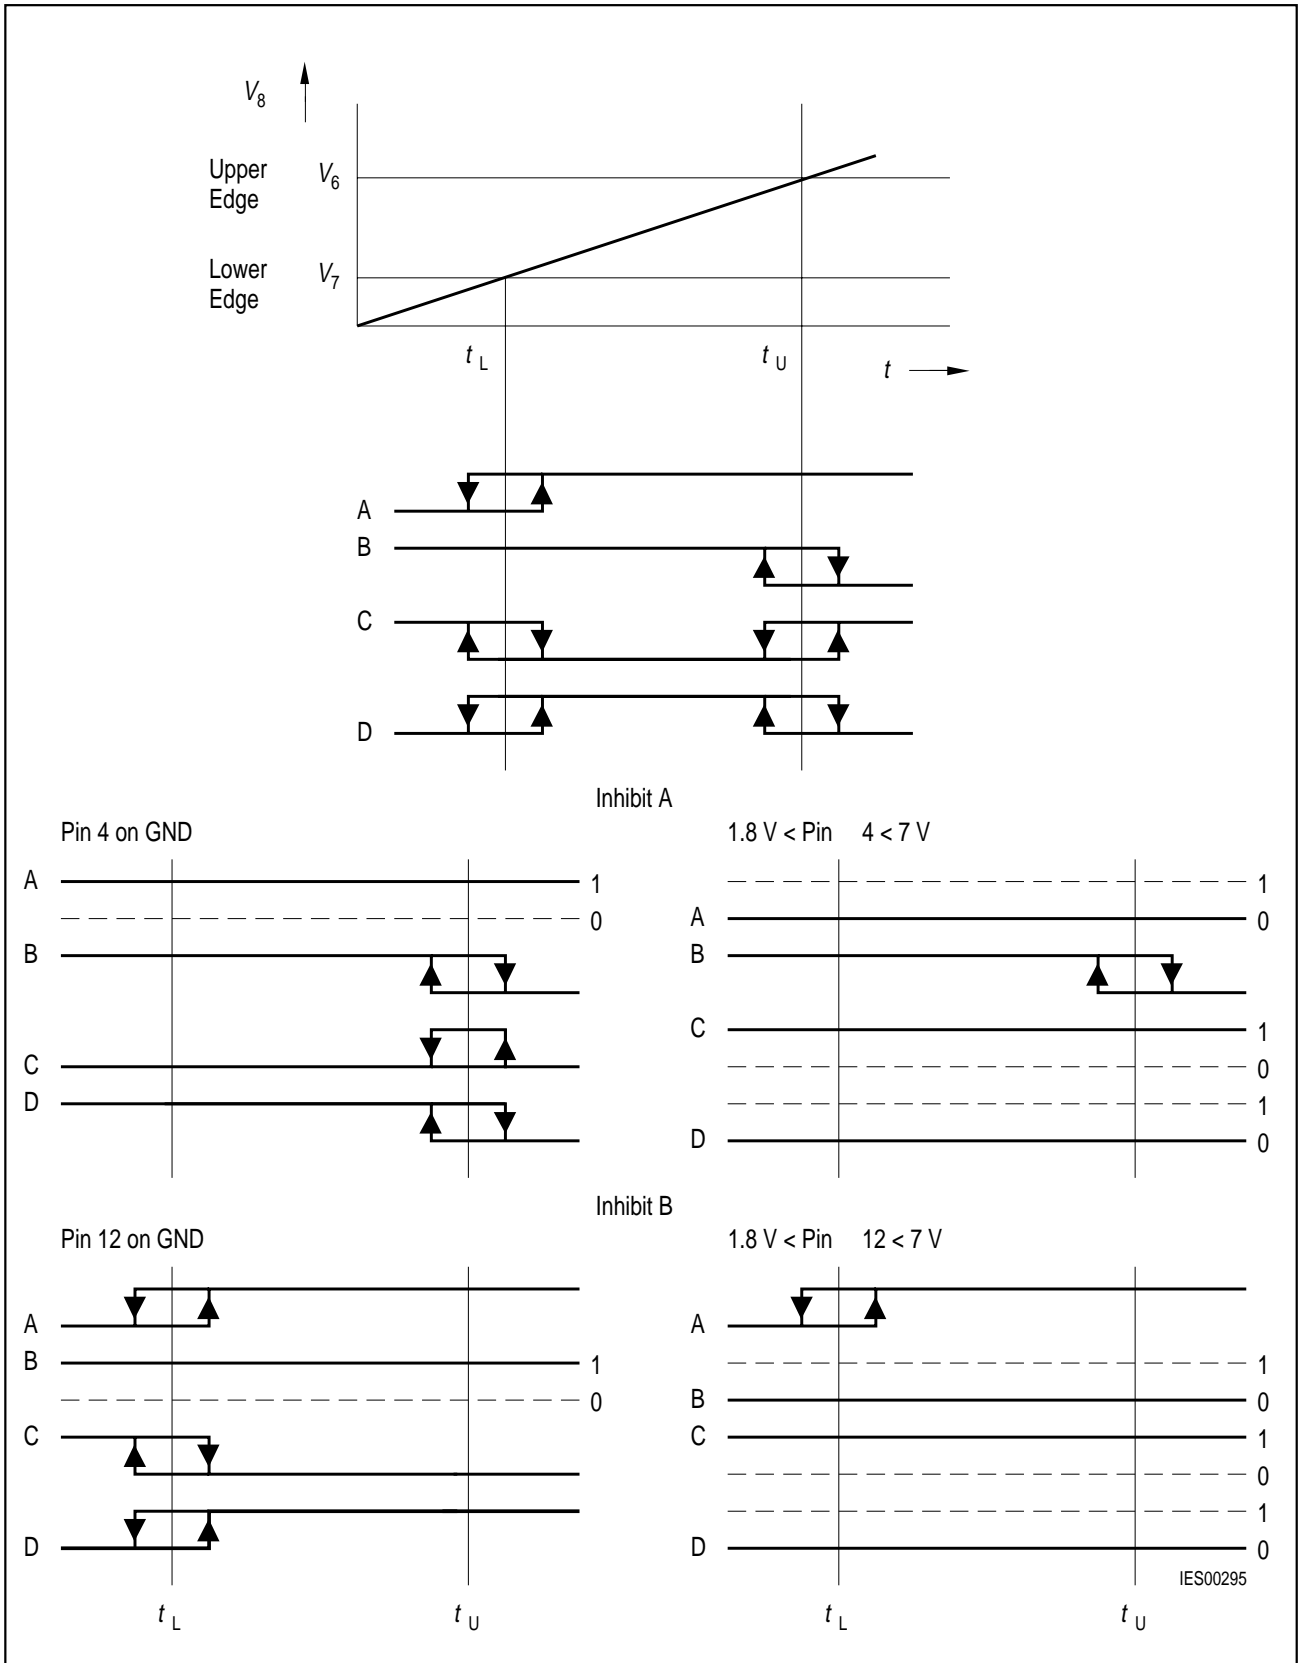 V8
Upper
Edge
V6
Lower
Edge
V7
t L
t U
t
A
B
C
D
Inhibit A
Pin 4 on GND
1.8 V < Pin 4 < 7 V
A
1
0
B
C
D
1
A
0
B
C
1
0
1
D
0
Inhibit B
Pin 12 on GND
1.8 V < Pin 12 < 7 V
A
B
1
0
C
D
A
1
B
0
C
1
0
1
D
0
IES00295
t L
t U
t L
t U